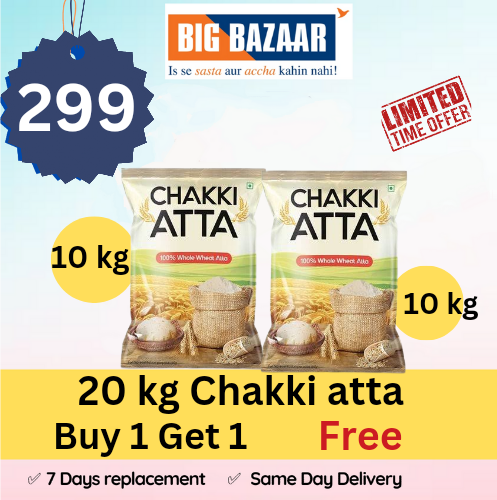 BIG BAZAAR
Is se sasta aur accha kahin nahi!
299
LIMITED
TIME OFFER
CHAKKI
ATTA
100% Whole Wheat Atta
CHAKKI
ATTA
100% Whole Wheat Atta
10 kg
10 kg
20 kg Chakki atta
Buy 1 Get 1 Free
✅ 7 Days replacement ✅ Same Day Delivery